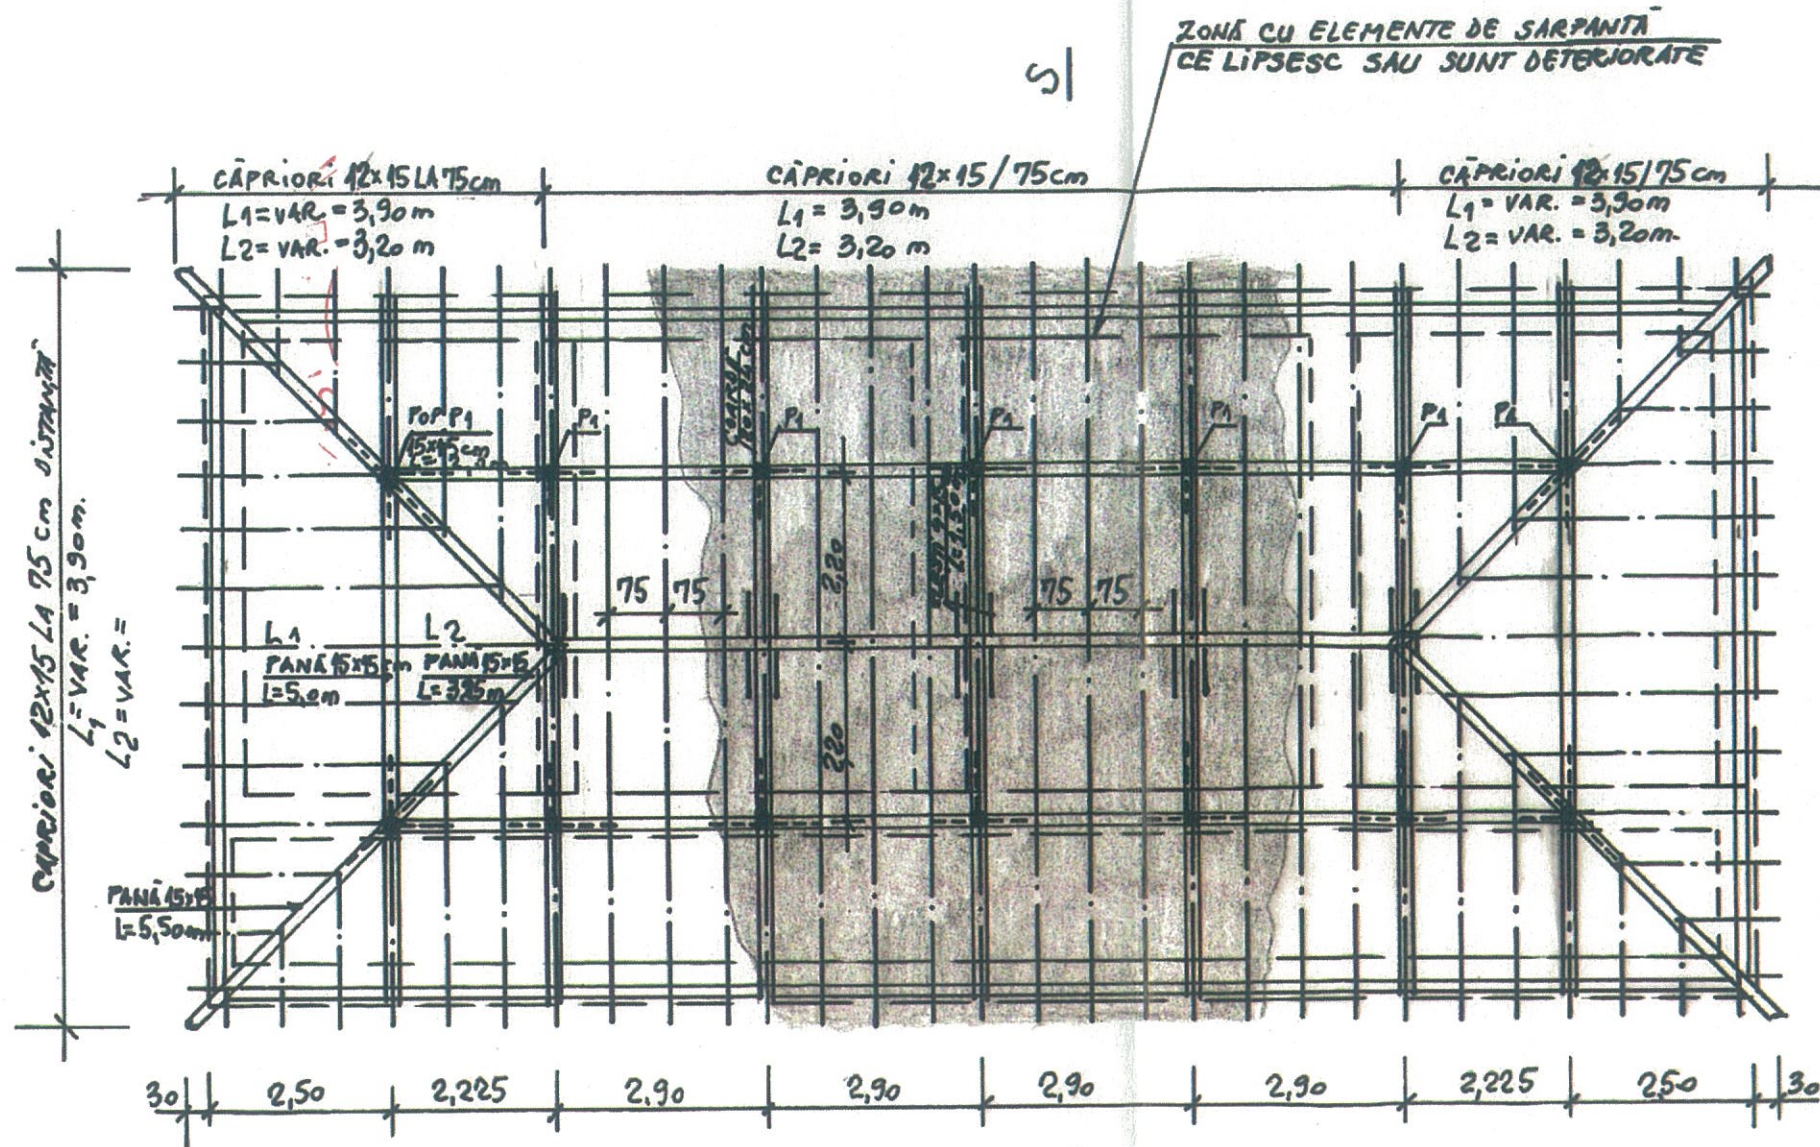 ZONĂ CU ELEMENTE DE SARPANTĂ
CE LIPSESC SAU SUNT DETERIORATE
S
CĂPRIORI 12x15 LA 75cm
L1=VAR.=3,90m
L2=VAR.=3,20m
CĂPRIORI 12x15/75cm
L1= 3,90m
L2= 3,20 m
CĂPRIORI 12x15/75cm
L1= VAR. =3,90m
L2= VAR. = 3,20m.
CĂPRIORI 12x15 LA 75 cm DISTANȚĂ
L1=VAR. = 3,90m.
L2=VAR.=
POP P1
15x15cm
P1
P1
P1
P1
P1
P1
75
75
2,20
75
75
L1
PANĂ 15x15cm
L=5,0m
L2
PANĂ 15x15
2,20
PANĂ 15x15
L=5,50m
30
2,50
2,225
2,90
2,90
2,90
2,90
2,225
2,50
30